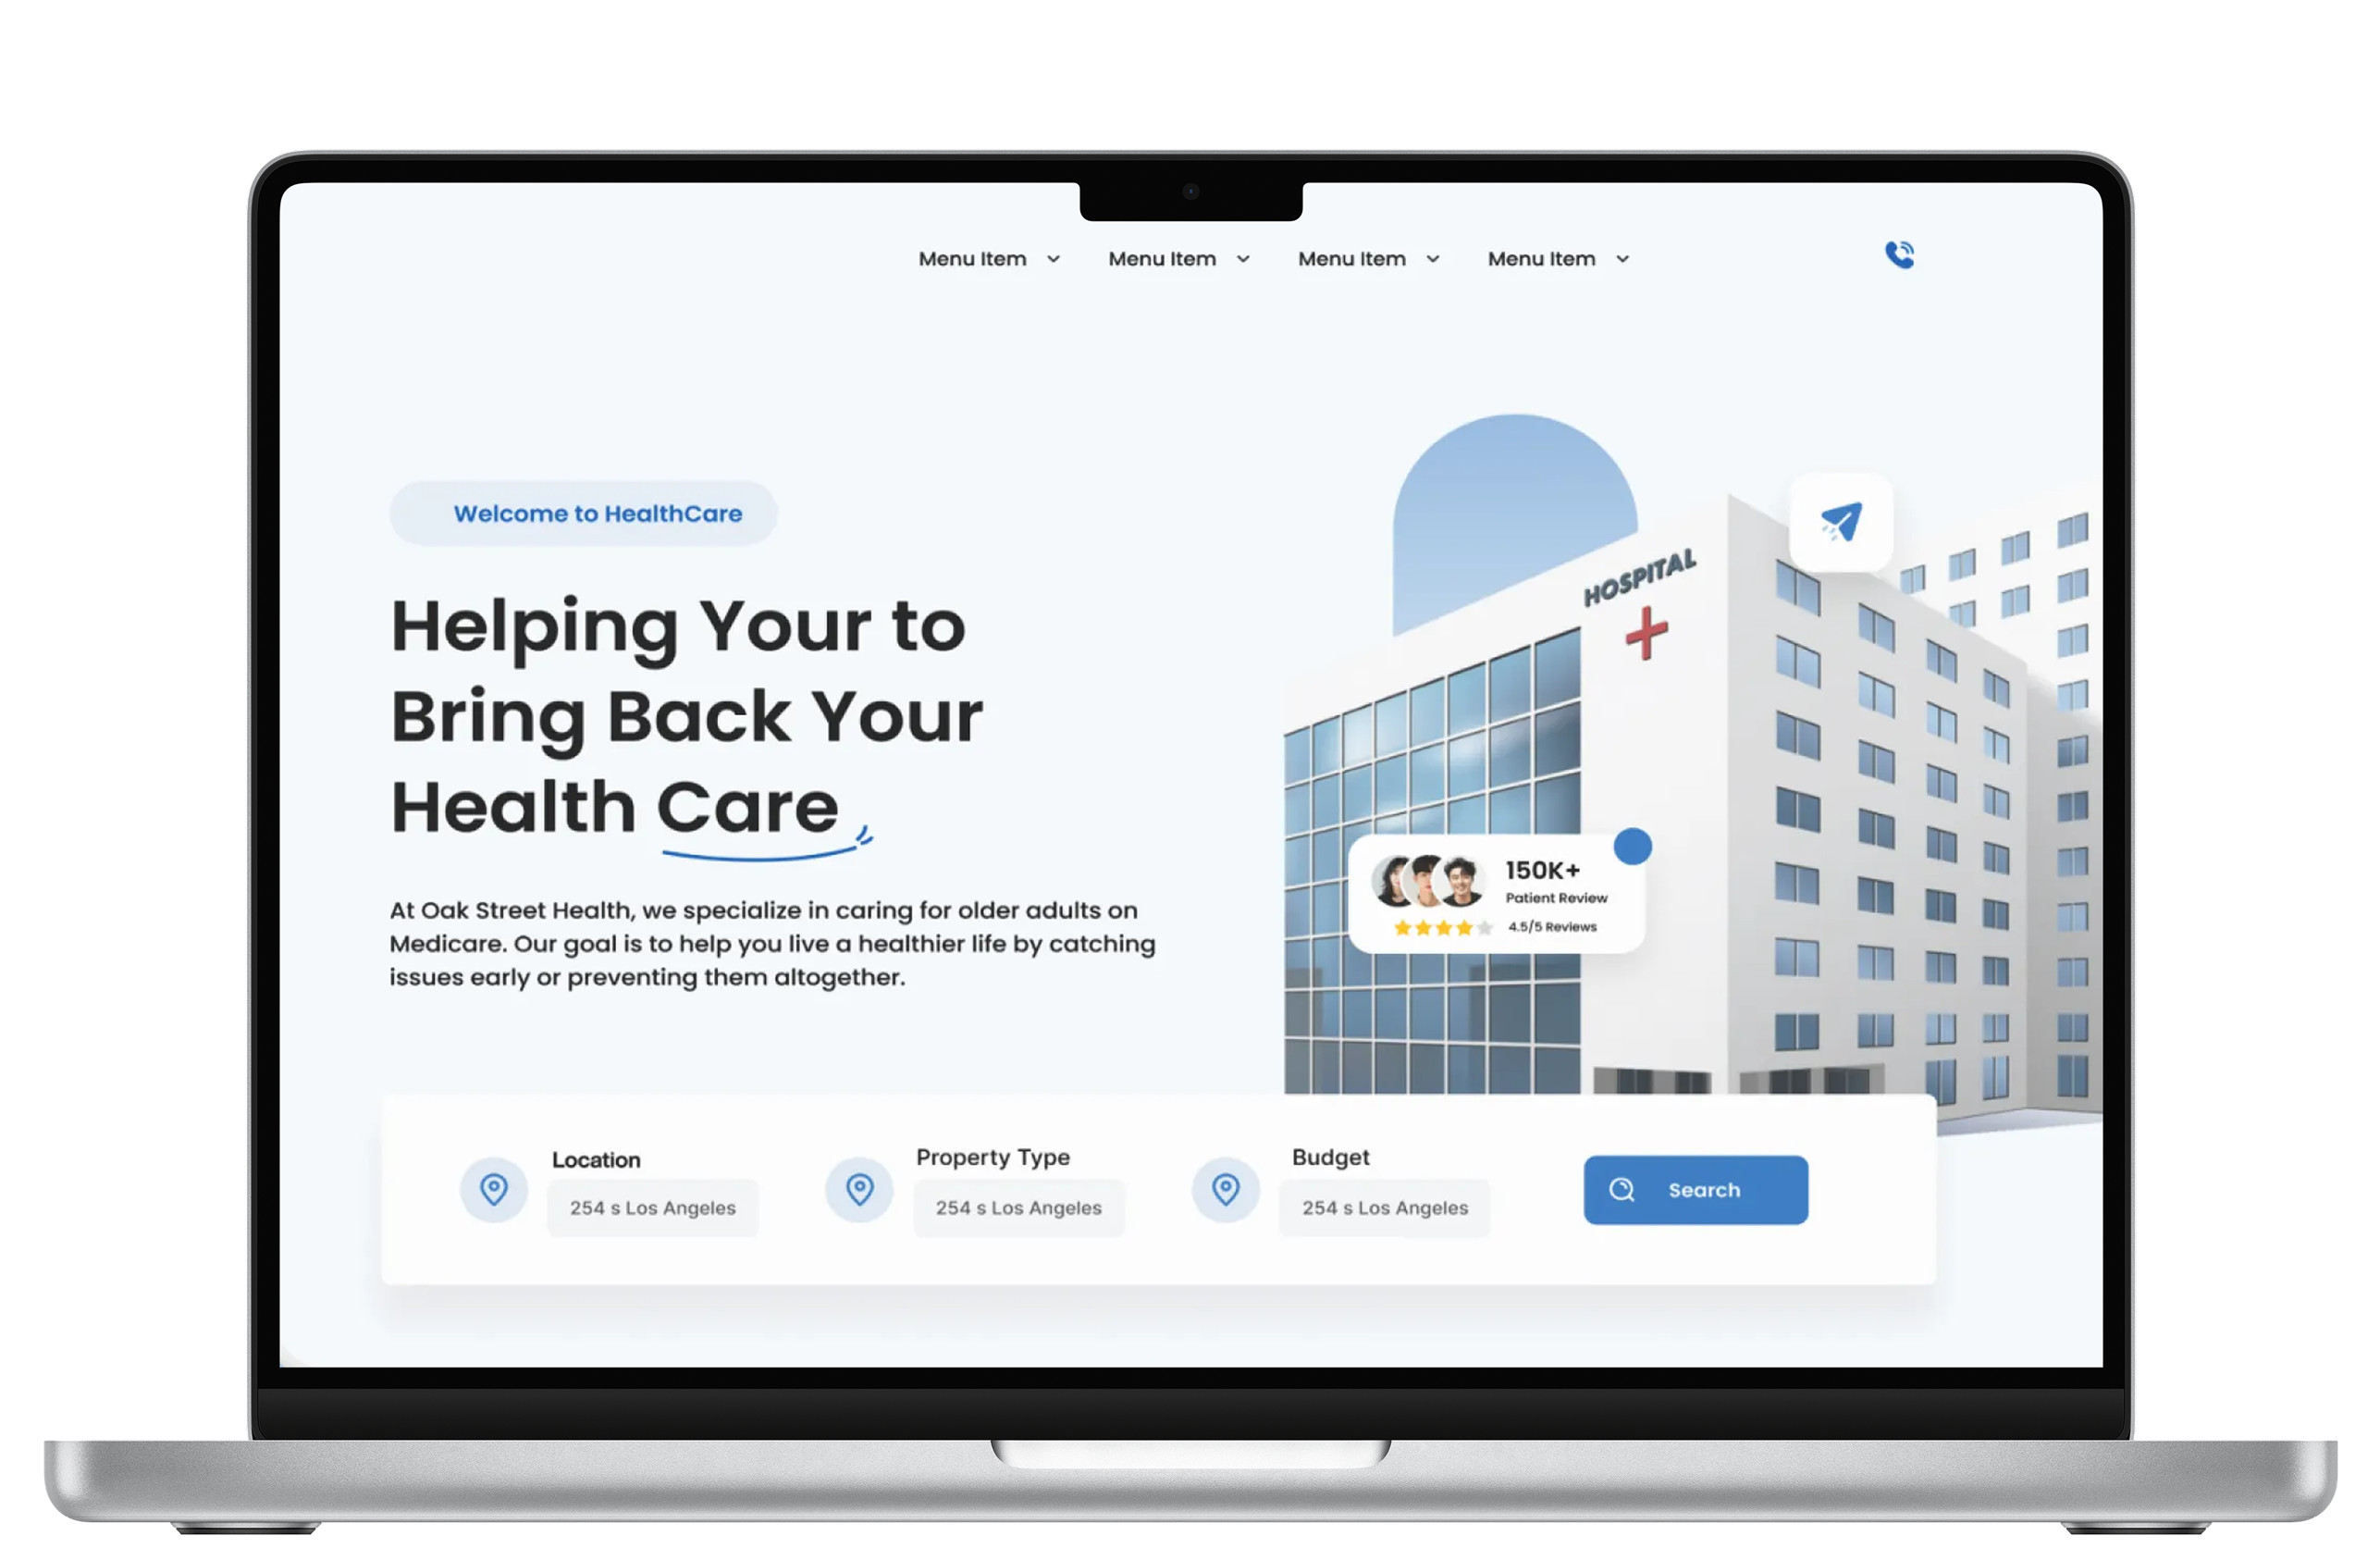 Menu Item Menu Item Menu Item Menu Item
Welcome to HealthCare
Helping Your to
Bring Back Your
Health Care
At Oak Street Health, we specialize in caring for older adults on
Medicare. Our goal is to help you live a healthier life by catching
issues early or preventing them altogether.
HOSPITAL
150K+
Patient Review
4.5/5 Reviews
Location
254 s Los Angeles
Property Type
254 s Los Angeles
Budget
254 s Los Angeles
Search